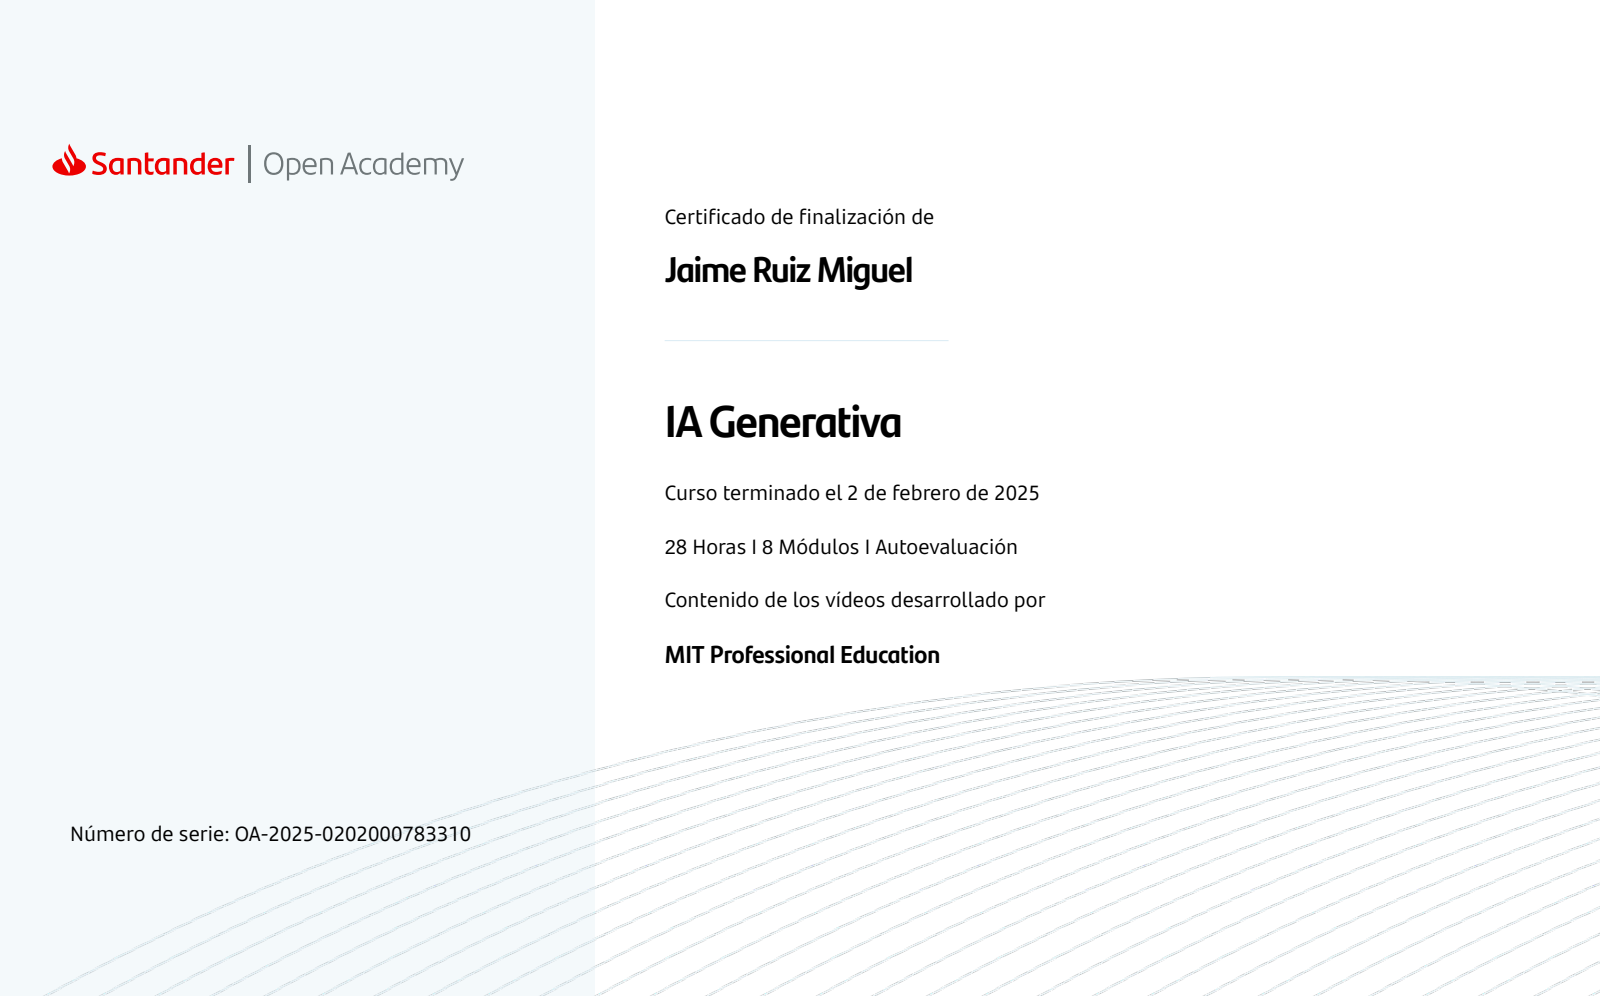 Santander | Open Academy
Certificado de finalización de
Jaime Ruiz Miguel
IA Generativa
Curso terminado el 2 de febrero de 2025
28 Horas I 8 Módulos I Autoevaluación
Contenido de los vídeos desarrollado por
MIT Professional Education
Número de serie: OA-2025-0202000783310